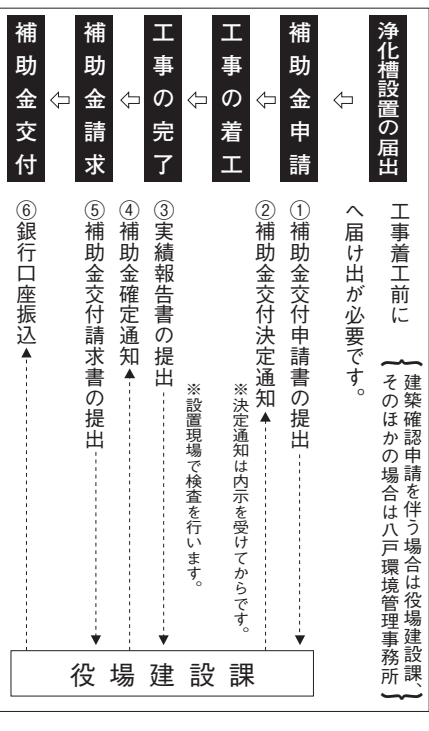 浄化槽設置の届出
工事着工前に
建築確認申請を伴う場合は役場建設課、
そのほかの場合は八戸環境管理事務所
へ届け出が必要です。
補助金申請
①補助金交付申請書の提出
②補助金交付決定通知
※決定通知は内示を受けてからです。
工事の着工
工事の完了
※設置現場で検査を行います。
③実績報告書の提出
④補助金確定通知
補助金請求
⑤補助金交付請求書の提出
補助金交付
⑥銀行口座振込
役場建設課